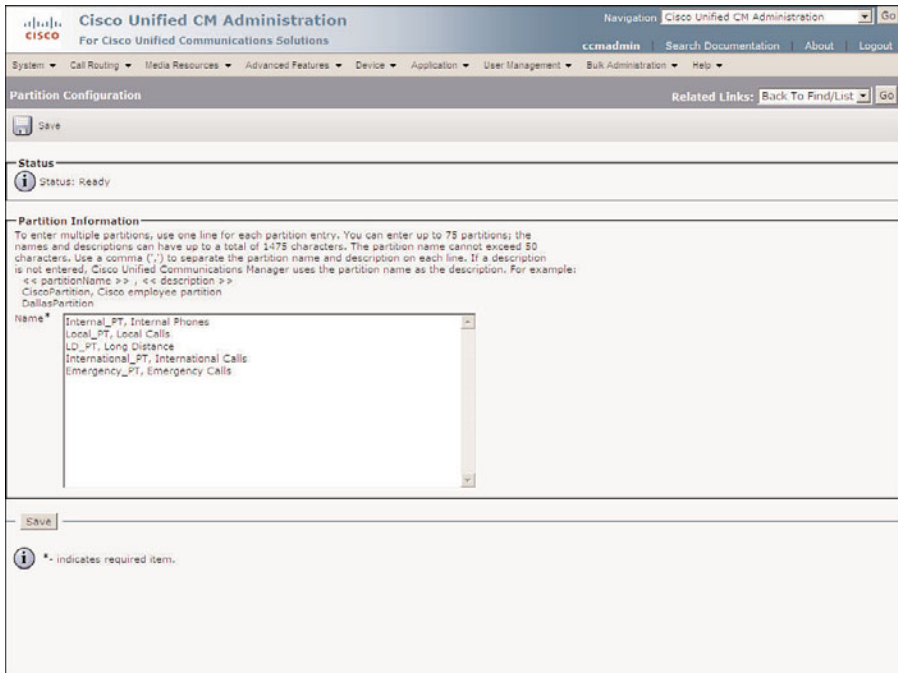 cisco
Cisco Unified CM Administration
For Cisco Unified Communications Solutions
Navigation Cisco Unified CM Administration Go
ccmadmin | Search Documentation | About | Logout
System Call Routing Media Resources Advanced Features Device Application User Management Bulk Administration Help
Partition Configuration
Related Links: Back To Find/List Go
Save
Status
Status: Ready
Partition Information
To enter multiple partitions, use one line for each partition entry. You can enter up to 75 partitions; the
names and descriptions can have up to a total of 1475 characters. The partition name cannot exceed 50
characters. Use a comma (',') to separate the partition name and description on each line. If a description
is not entered, Cisco Unified Communications Manager uses the partition name as the description. For example:
<< partitionName >> , << description >>
CiscoPartition, Cisco employee partition
DallasPartition
Name*
Internal_PT, Internal Phones
Local_PT, Local Calls
LD_PT, Long Distance
International_PT, International Calls
Emergency_PT, Emergency Calls
Save
*- indicates required item.